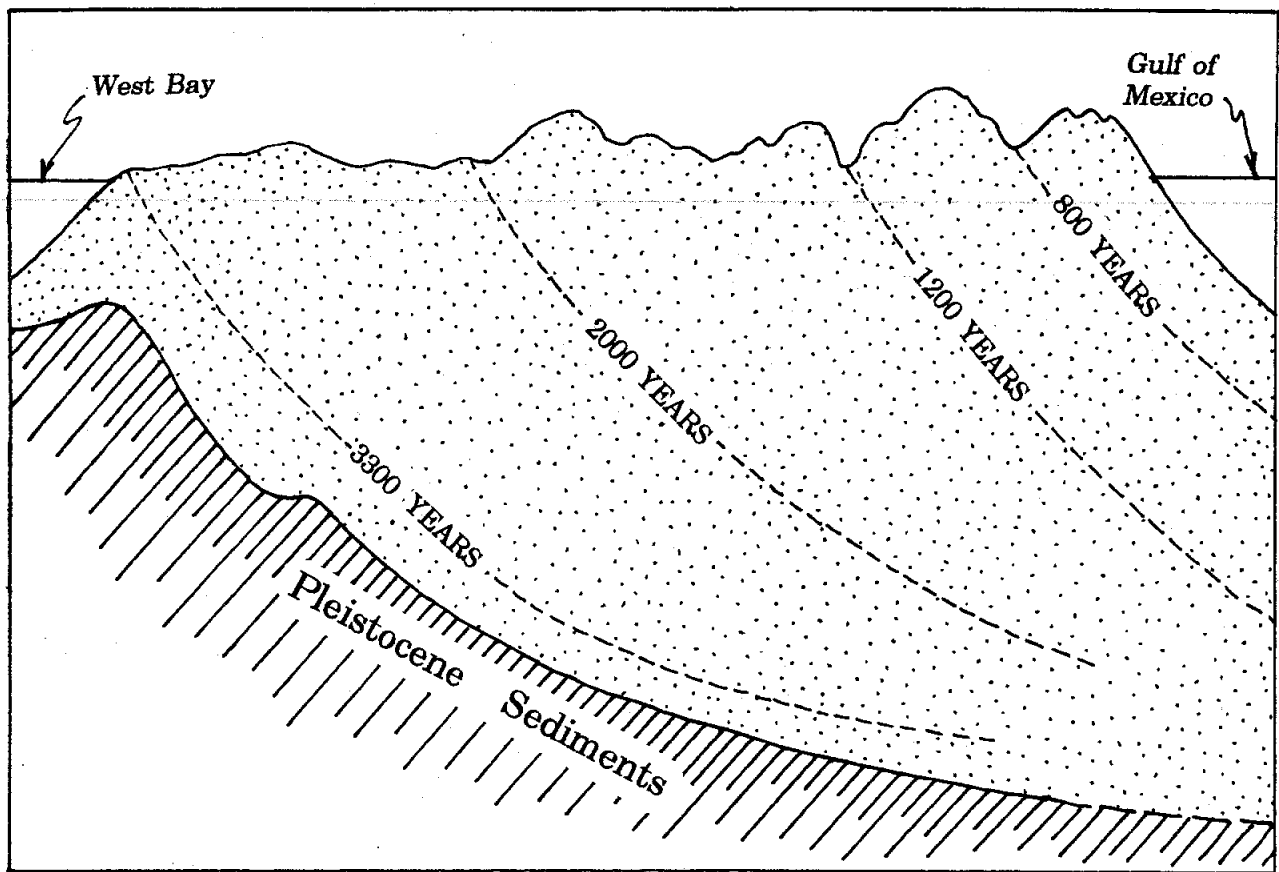 West Bay
Gulf of
Mexico
800 YEARS
1200 YEARS
2000 YEARS
3300 YEARS
Pleistocene Sediments